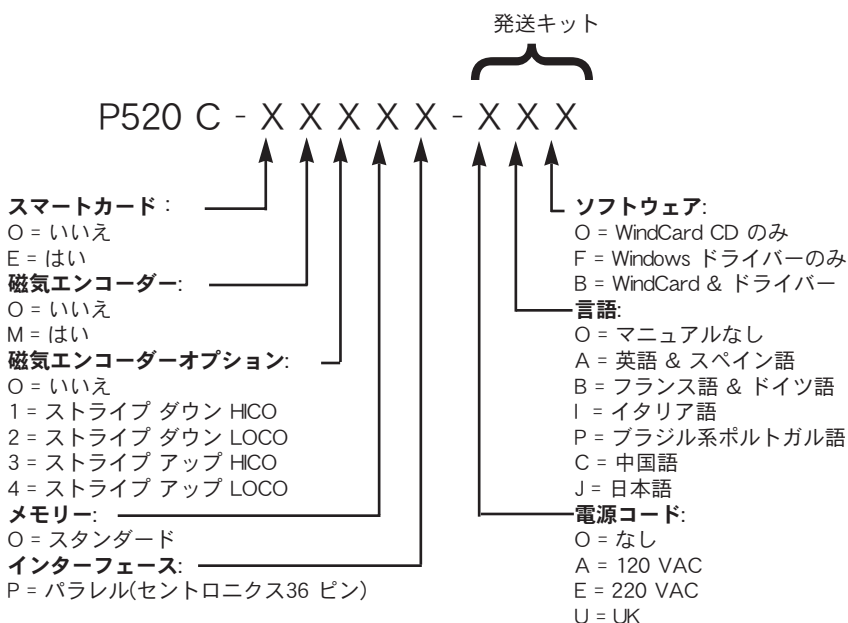 発送キット
P520 C - X X X X X - X X X
スマートカード :
O = いいえ
E = はい
磁気エンコーダー:
O = いいえ
M = はい
磁気エンコーダーオプション:
O = いいえ
1 = ストライプ ダウン HICO
2 = ストライプ ダウン LOCO
3 = ストライプ アップ HICO
4 = ストライプ アップ LOCO
メモリー:
O = スタンダード
インターフェース:
P = パラレル(セントロニクス36 ピン)
ソフトウェア:
O = WindCard CD のみ
F = Windows ドライバーのみ
B = WindCard & ドライバー
言語:
O = マニュアルなし
A = 英語 & スペイン語
B = フランス語 & ドイツ語
I = イタリア語
P = ブラジル系ポルトガル語
C = 中国語
J = 日本語
電源コード:
O = なし
A = 120 VAC
E = 220 VAC
U = UK